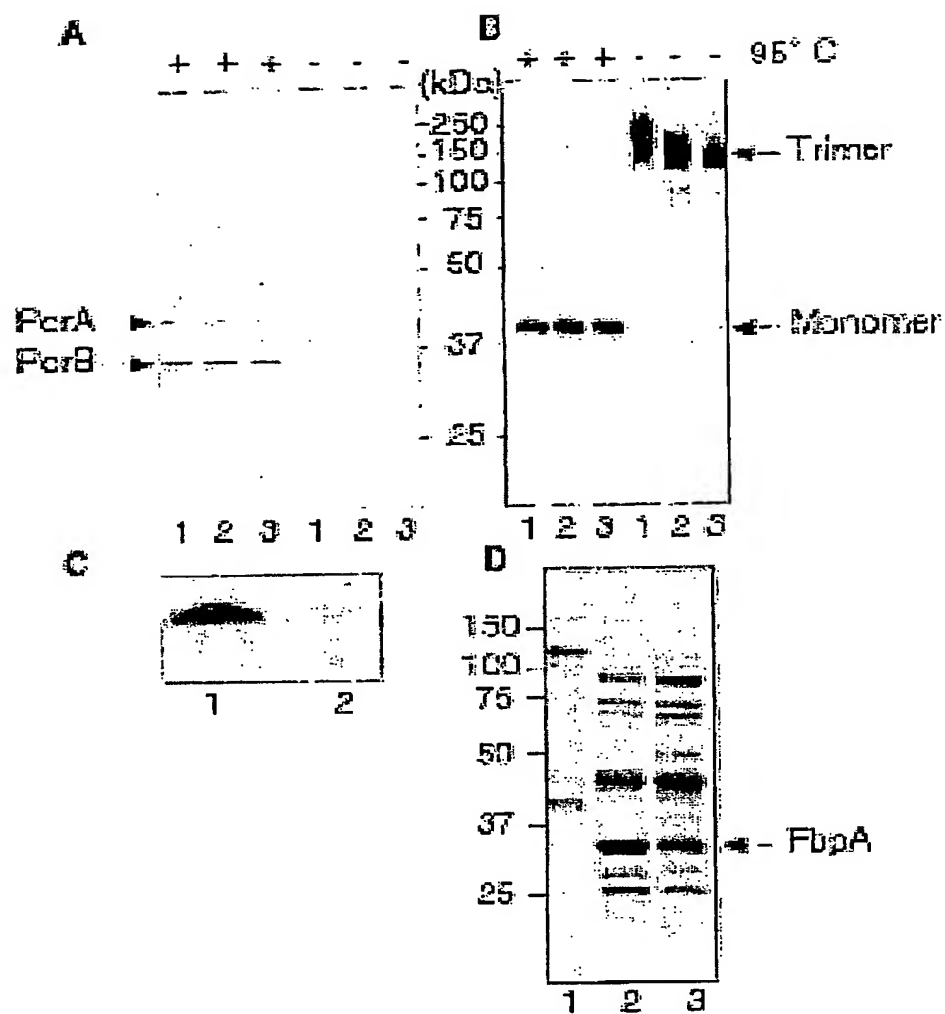 A
B
+ + + - - -
+ + + - - - 95° C
(kDa)
-250
-150
-100
- 75
- 50
37
- 25 -
Trimer
PorA
Monomer
PorB
1 2 3 1 2 3
1 2 3 1 2 3
C
D
1 2
150
100
75
50
37
25
FbpA
1 2 3